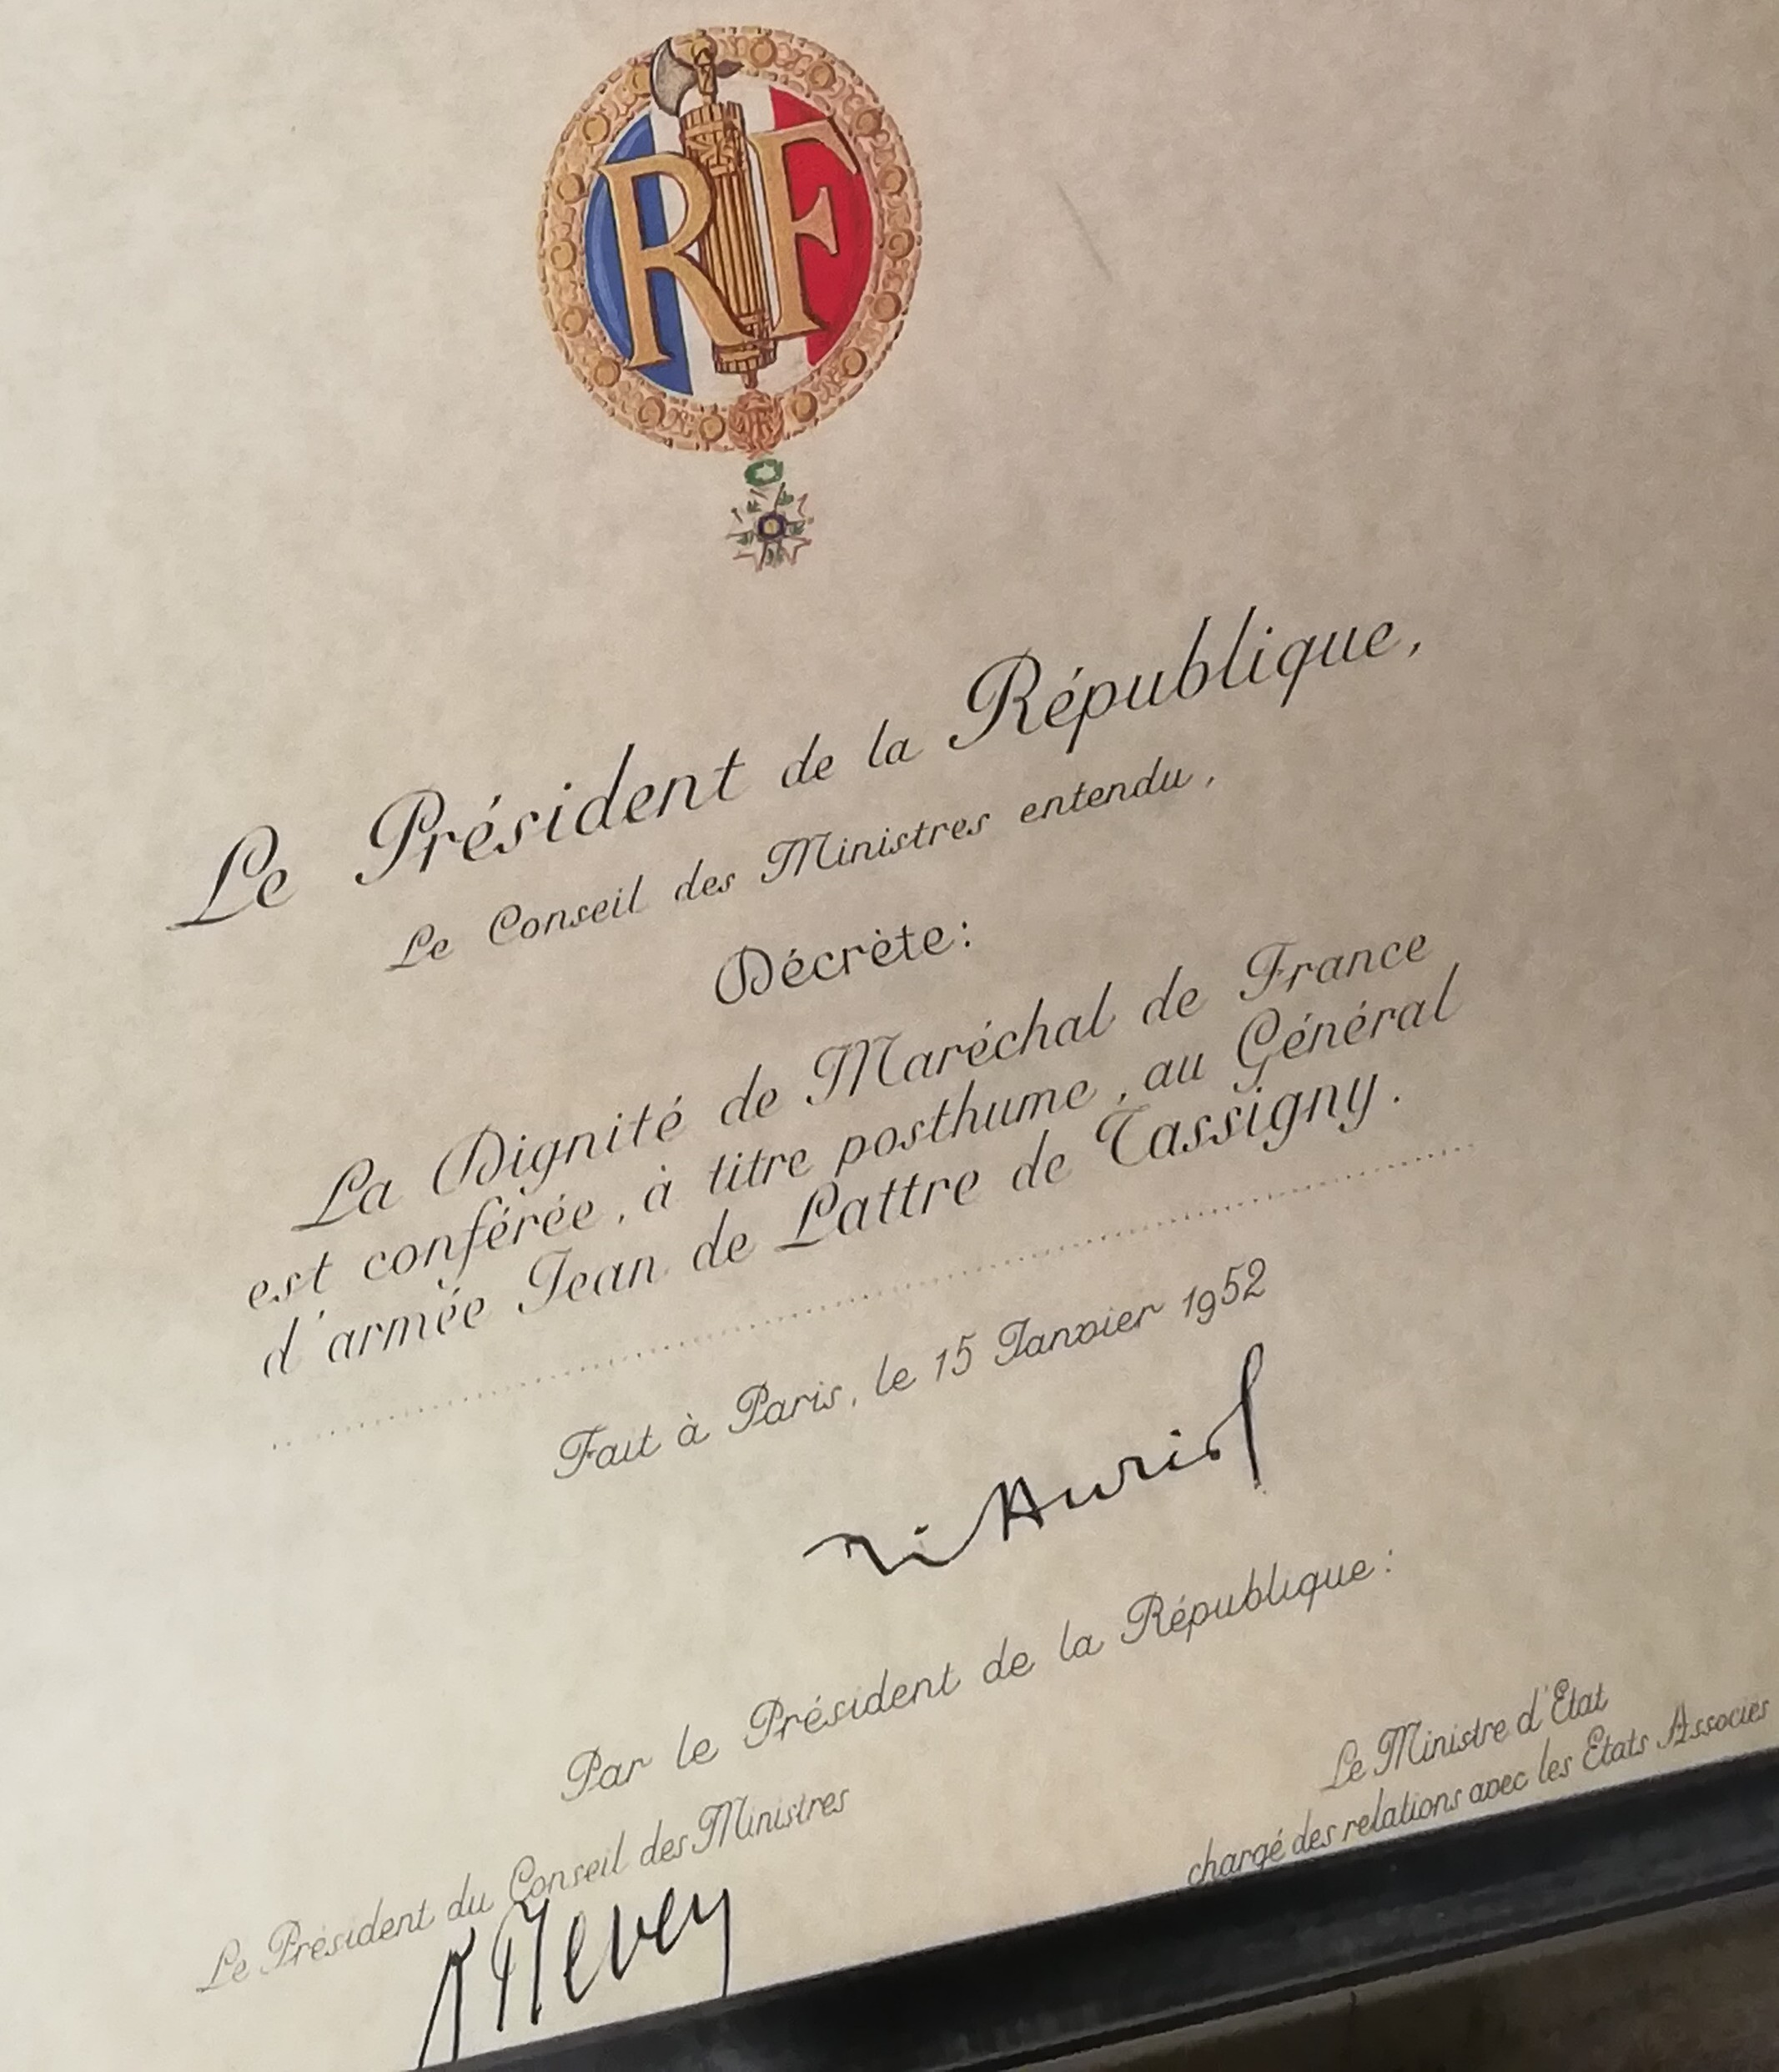 RF
Le Président de la République,
Le Conseil des Ministres entendu,
Décrète:
La Dignité de Maréchal de France
est conférée, à titre posthume, au Général
d'armée Jean de Lattre de Tassigny.
Fait à Paris, le 15 Janvier 1952
Vi Auriol
Par le Président de la République:
Le Président du Conseil des Ministres
Le Ministre d'Etat
chargé des relations avec les Etats Associés
R Pleven